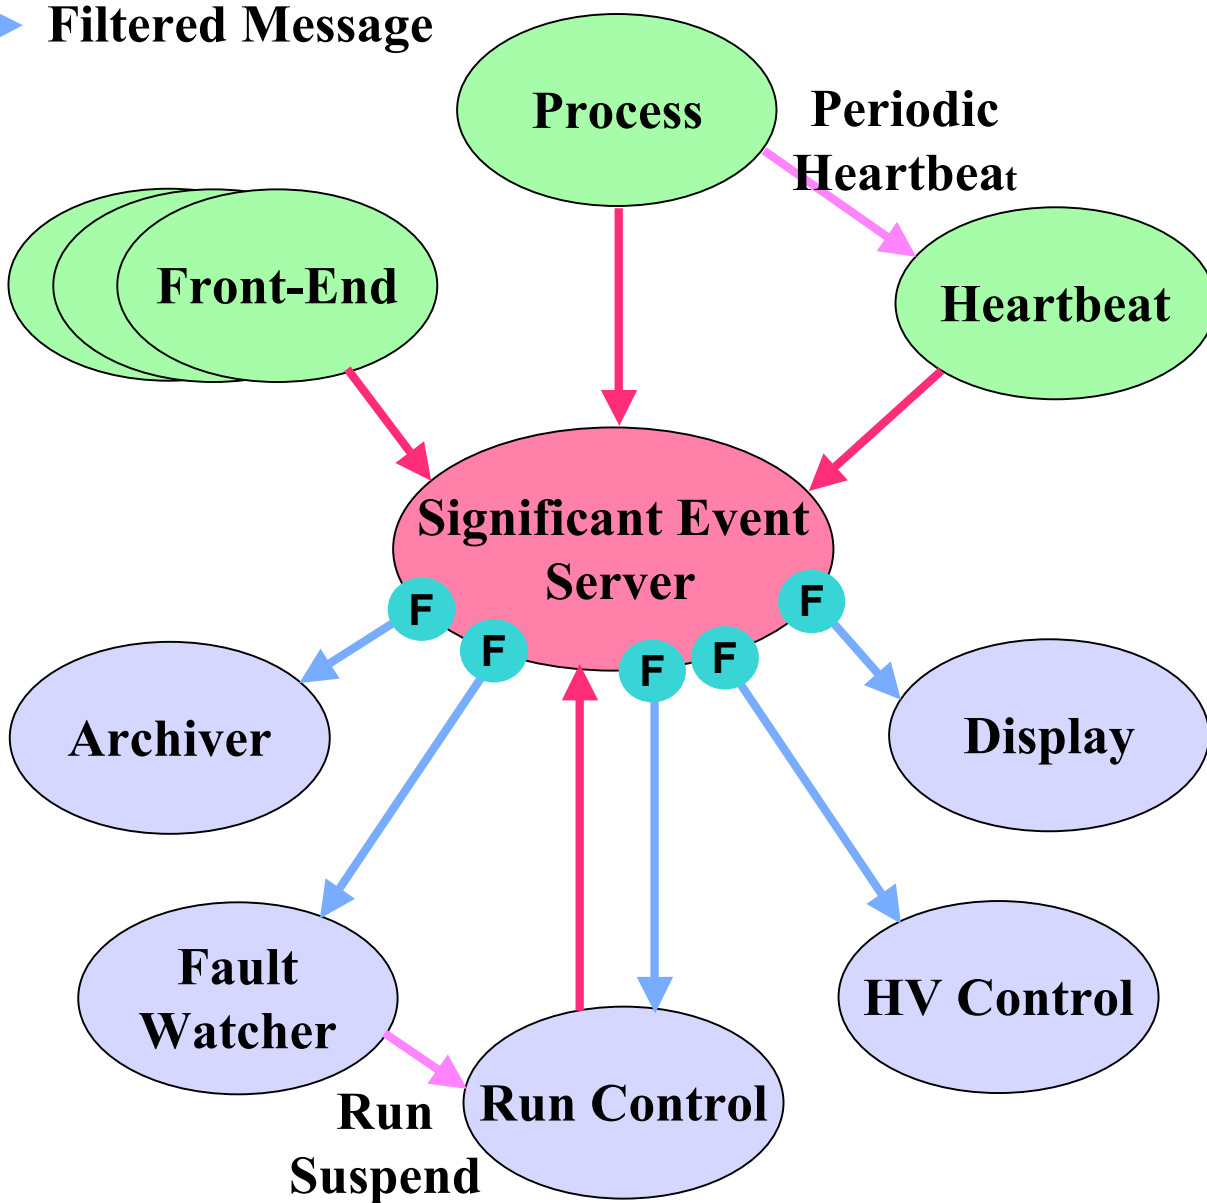 Filtered Message
Process
Periodic
Heartbeat
Front-End
Heartbeat
Significant Event
Server
F
F
F
F
F
Archiver
Display
Fault
Watcher
HV Control
Run Control
Run
Suspend